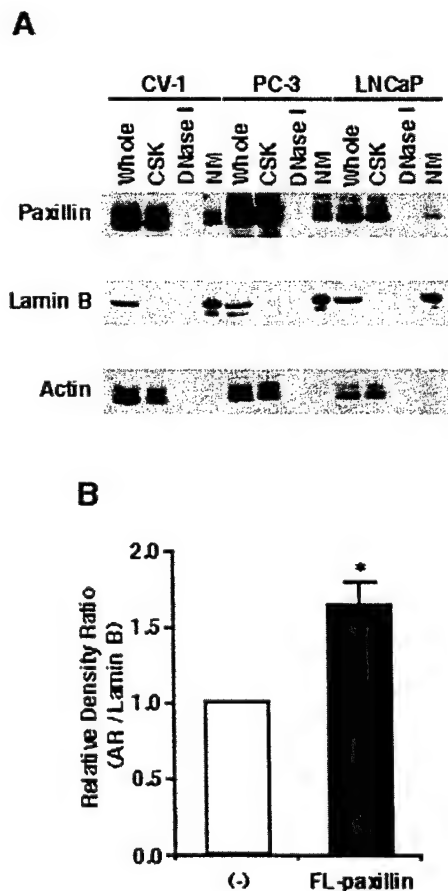 A
CV-1 PC-3 LNCaP
Whole CSK DNase I NM Whole CSK DNase I NM Whole CSK DNase I NM
Paxillin
Lamin B
Actin
B
Relative Density Ratio
(AR / Lamin B)
2.0
1.5
1.0
0.5
0.0
*
(-) FL-paxillin